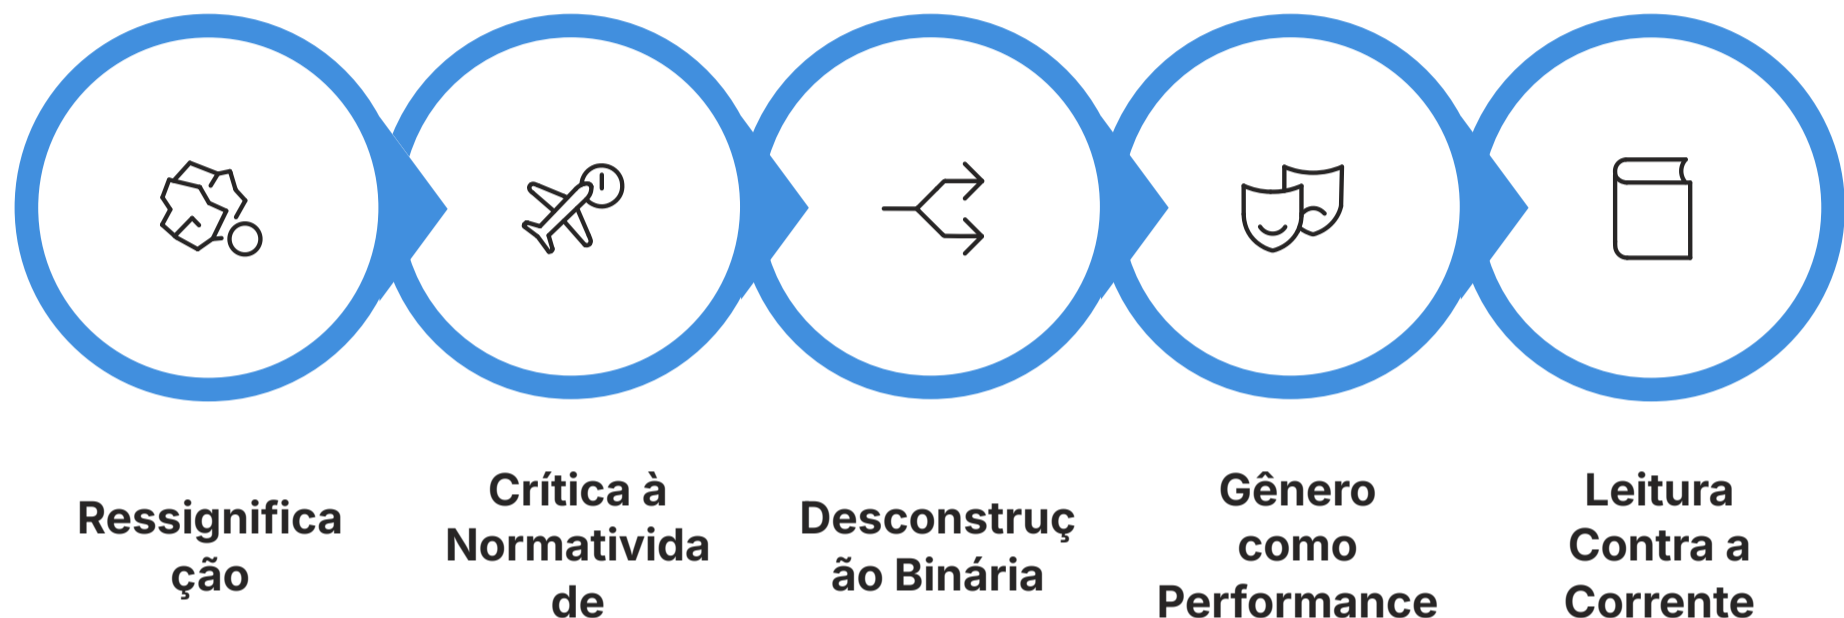 Ressignifica
ção
Crítica à
Normativida
de
Desconstruç
ão Binária
Gênero
como
Performance
Leitura
Contra a
Corrente